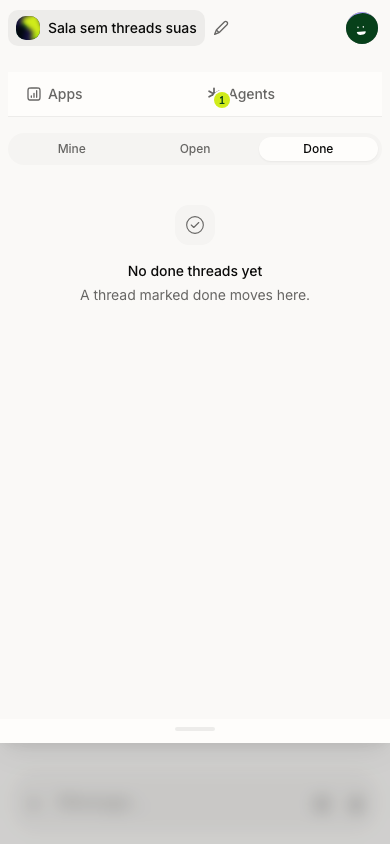 Sala sem threads suas
Apps
1
Agents
Mine
Open
Done
No done threads yet
A thread marked done moves here.